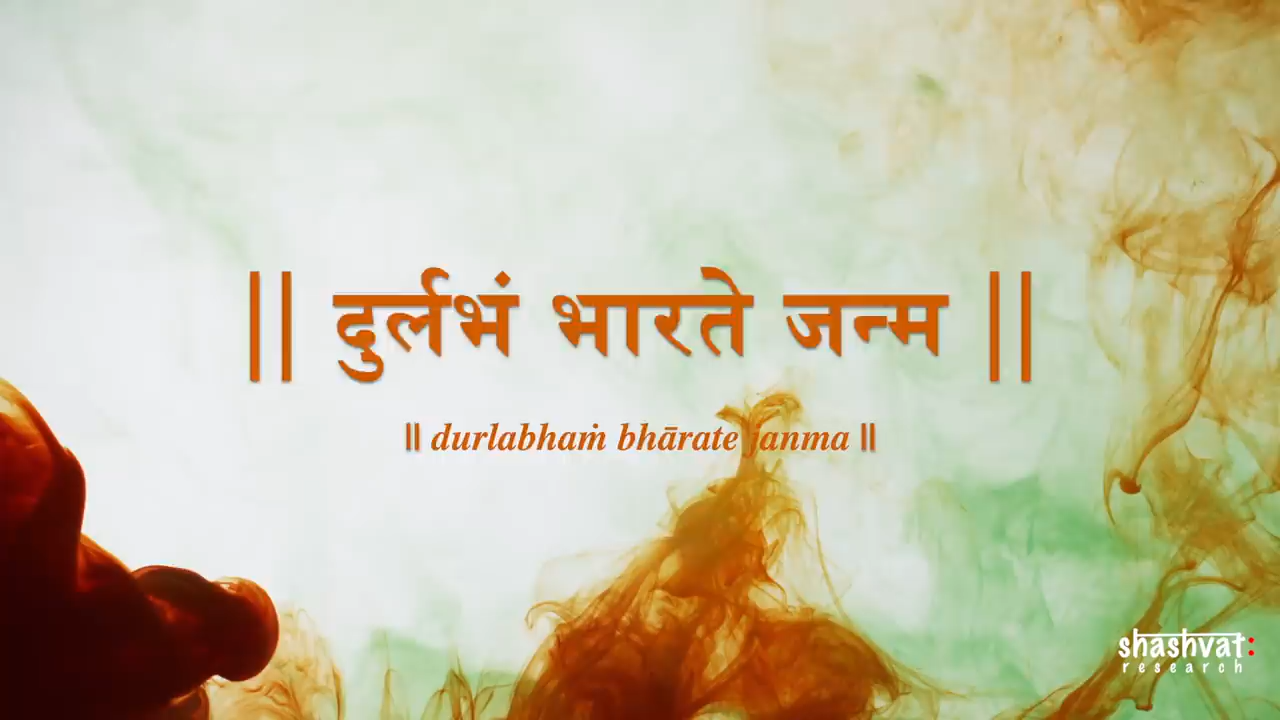 || दुर्लभं भारते जन्म ||
|| durlabhaṁ bhārate janma ||
shashvat:
research